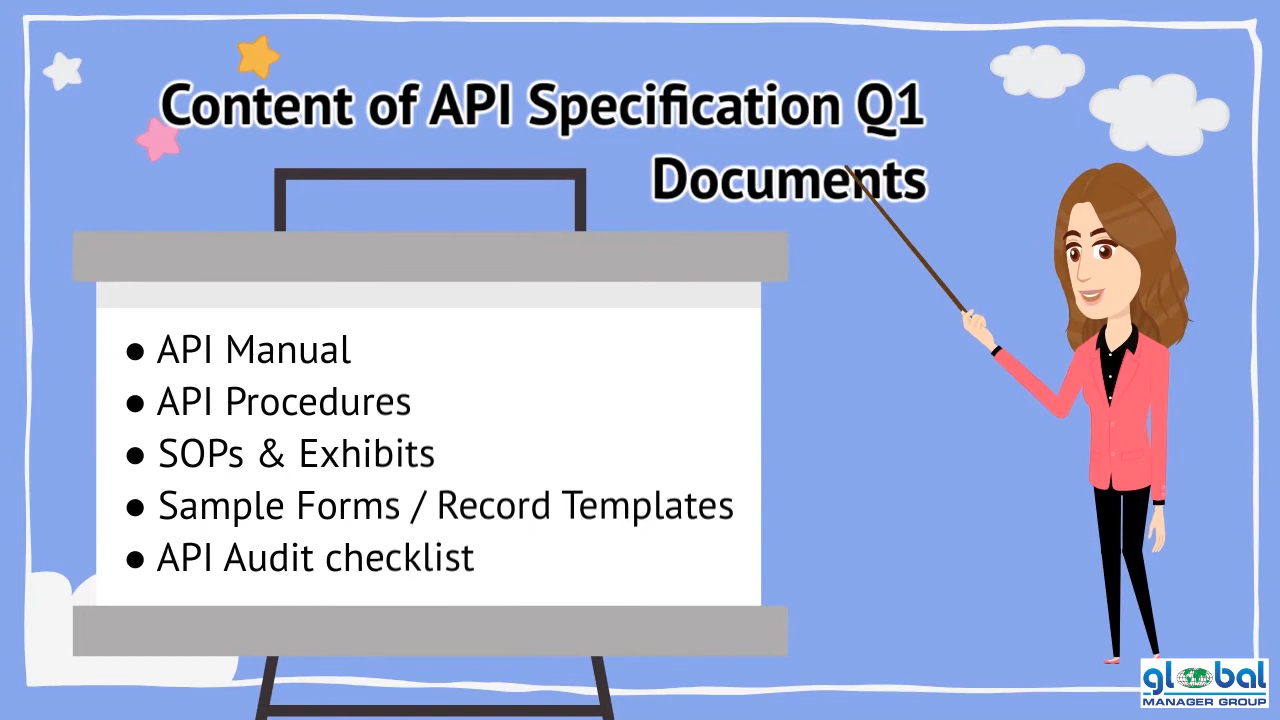 Content of API Specification Q1
Documents
● API Manual
● API Procedures
● SOPs & Exhibits
● Sample Forms / Record Templates
● API Audit checklist
global
MANAGER GROUP